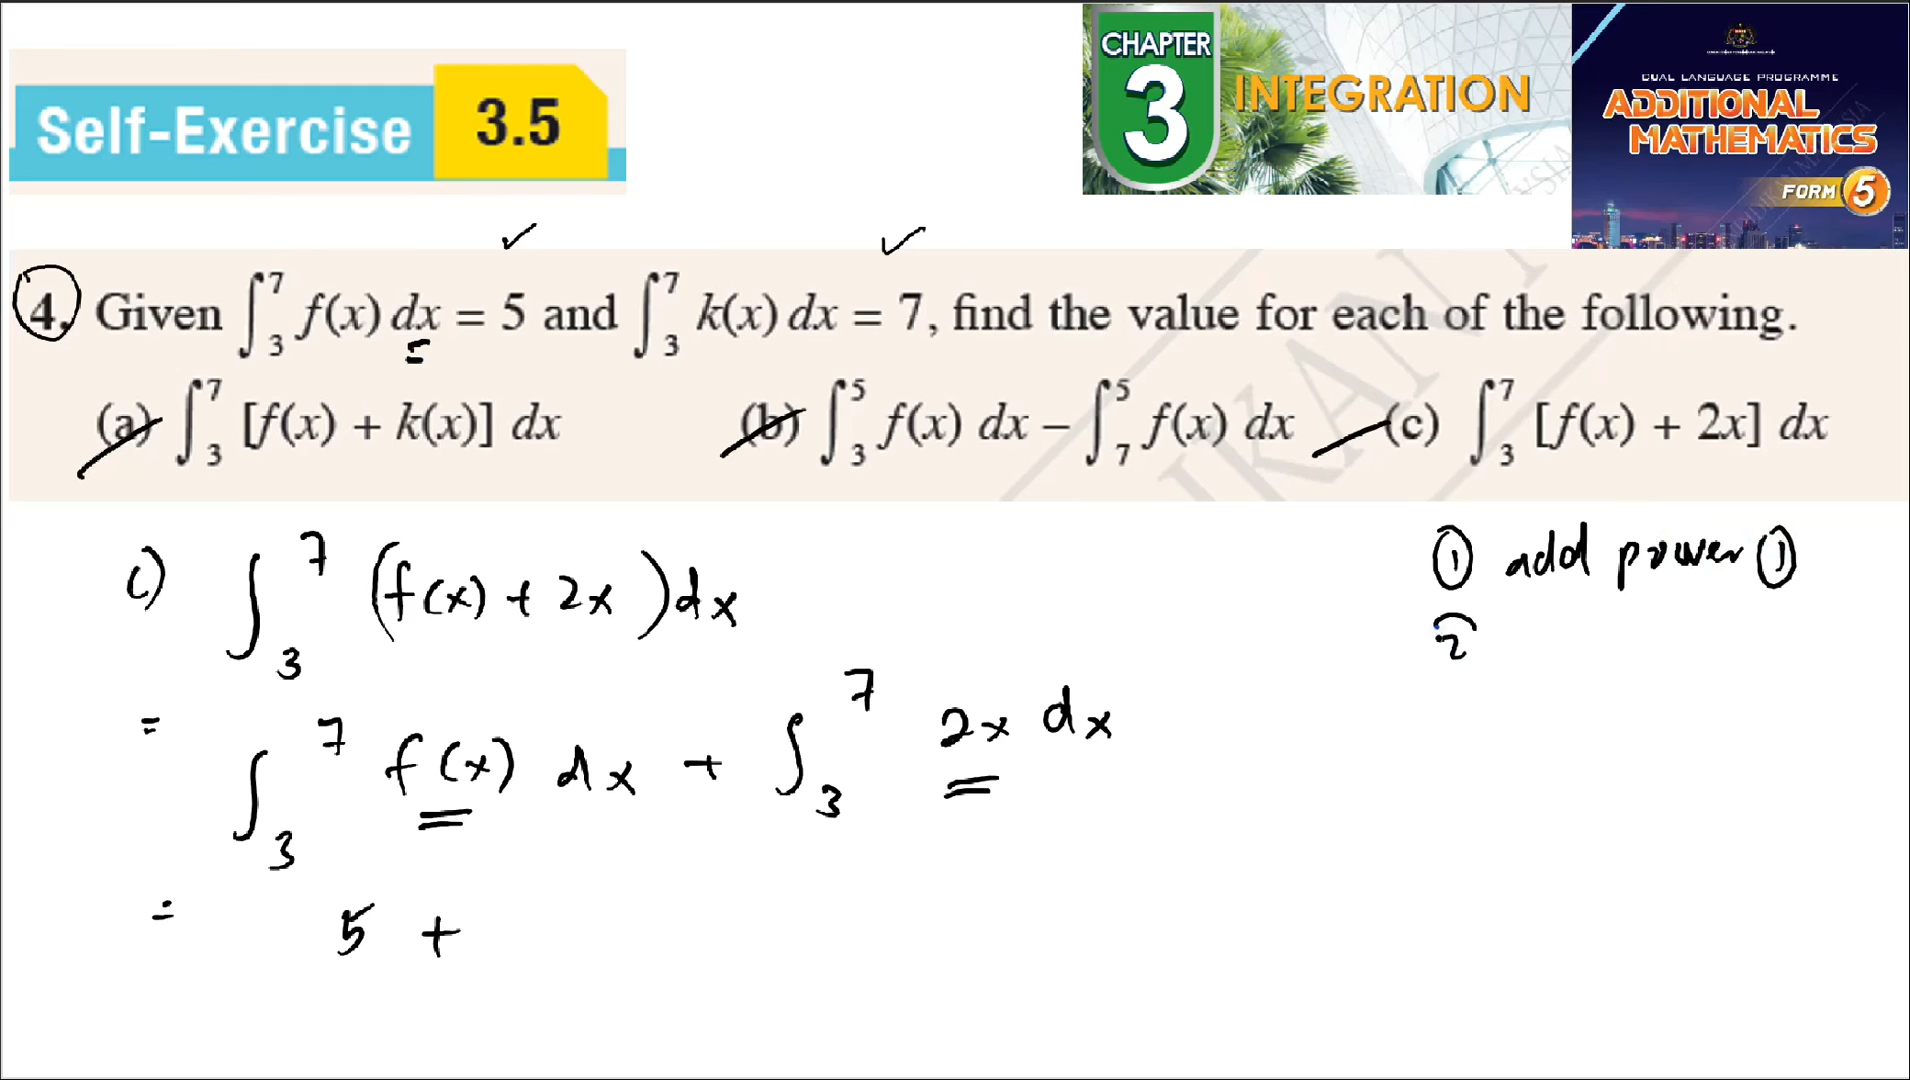 CHAPTER
3
INTEGRATION
DUAL LANGUAGE PROGRAMME
ADDITIONAL
MATHEMATICS
FORM 5
Self-Exercise 3.5
4. Given ∫₃⁷ f(x) dx = 5 and ∫₃⁷ k(x) dx = 7, find the value for each of the following.
(a) ∫₃⁷ [f(x) + k(x)] dx (b) ∫₃⁵ f(x) dx – ∫₇⁵ f(x) dx (c) ∫₃⁷ [f(x) + 2x] dx
c) ∫₃⁷ (f(x) + 2x) dx
= ∫₃⁷ f(x) dx + ∫₃⁷ 2x dx
= 5 +
① add power ①
2